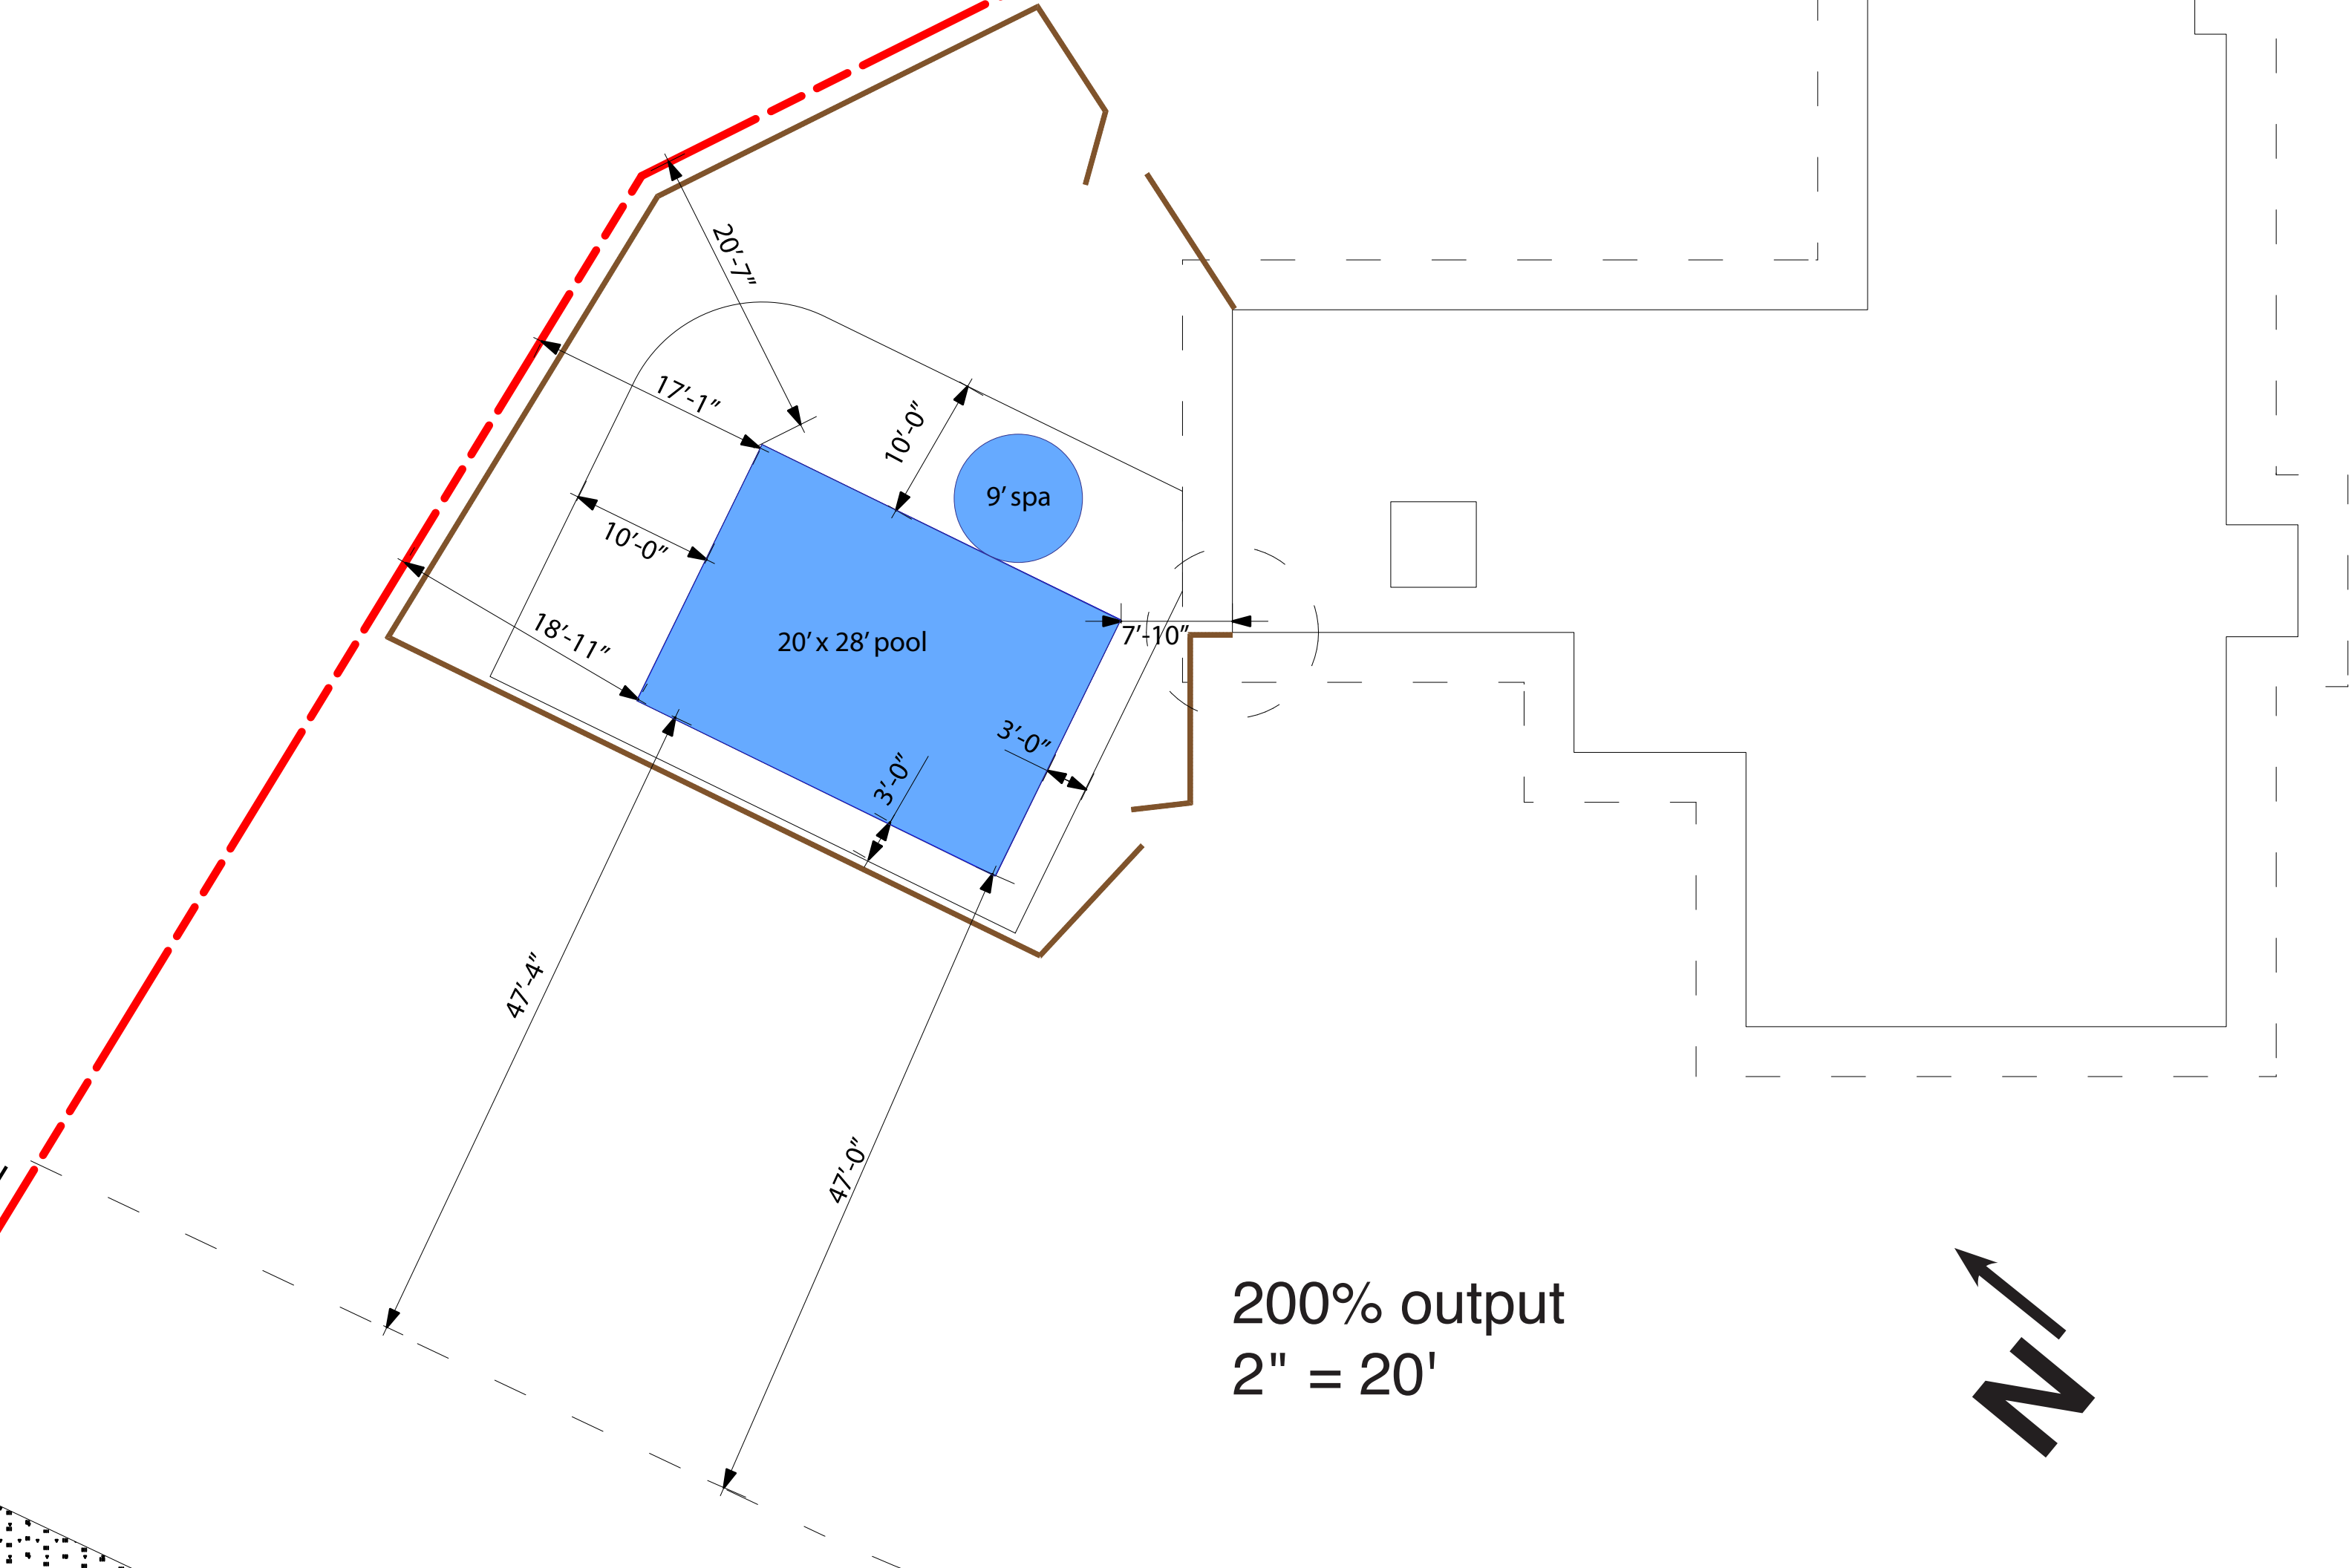 20’-7”
17’-1”
10’-0”
9’ spa
10’-0”
18’-11”
20’ x 28’ pool
7’-10”
3’-0”
3’-0”
47’-4”
47’-0”
200% output
2" = 20'
N